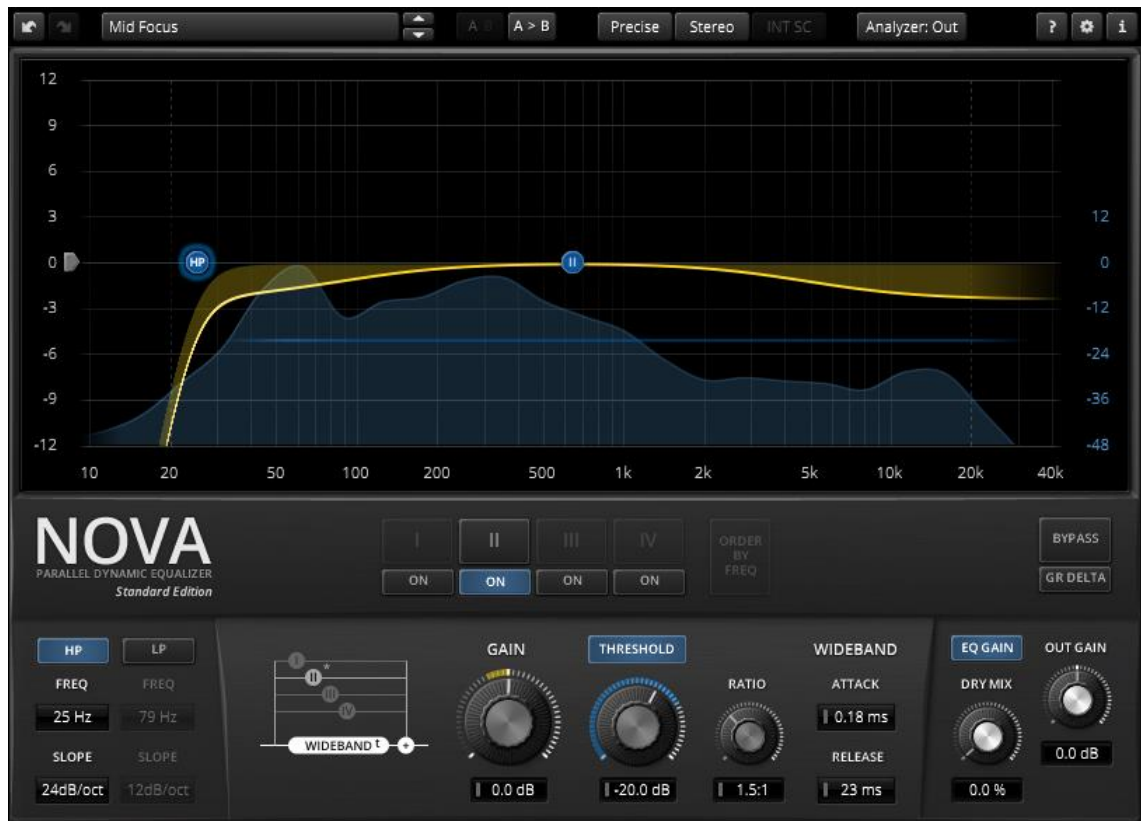 Mid Focus A B A > B Precise Stereo INT SC Analyzer: Out ? i
12
9
6
3 12
0 HP II 0
-3 -12
-6 -24
-9 -36
-12 -48
10 20 50 100 200 500 1k 2k 5k 10k 20k 40k
NOVA
PARALLEL DYNAMIC EQUALIZER
Standard Edition
I II III IV
ON ON ON ON
ORDER
BY
FREQ
BYPASS
GR DELTA
HP LP
FREQ FREQ
25 Hz 79 Hz
SLOPE SLOPE
24dB/oct 12dB/oct
I
II *
III
IV
WIDEBAND t +
GAIN
0.0 dB
THRESHOLD
-20.0 dB
RATIO
1.5:1
WIDEBAND
ATTACK
0.18 ms
RELEASE
23 ms
EQ GAIN
DRY MIX
0.0 %
OUT GAIN
0.0 dB